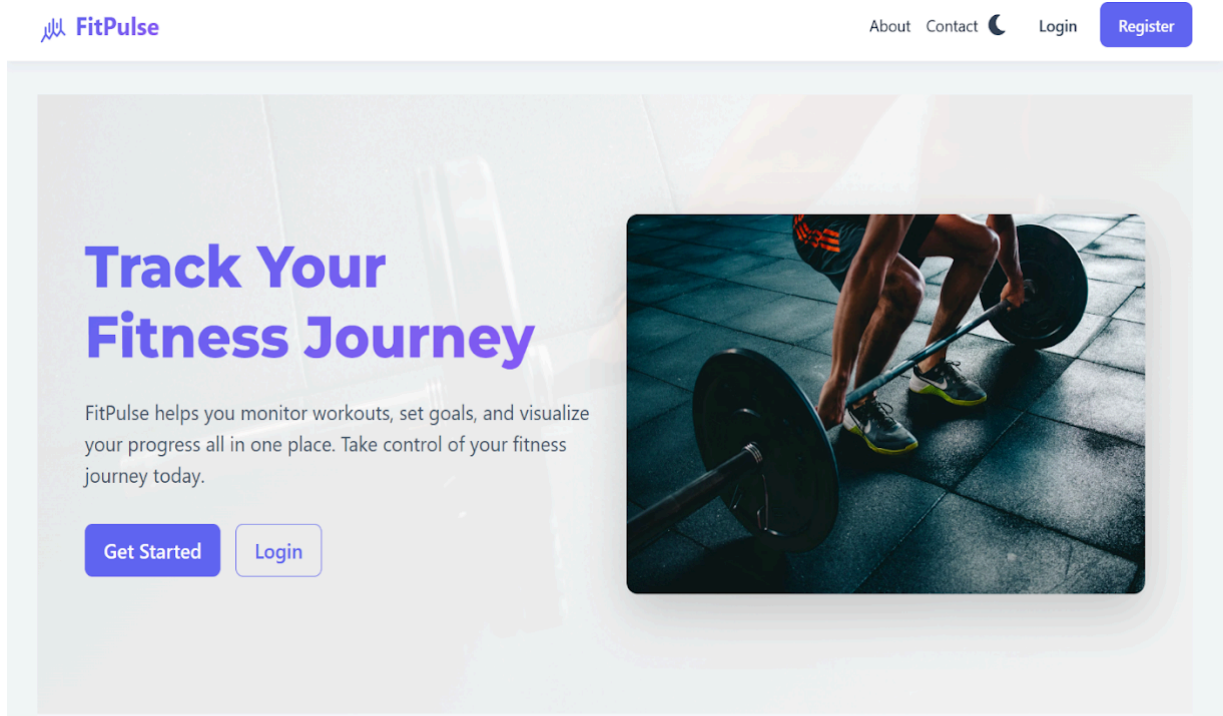 FitPulse
About Contact Login Register
Track Your
Fitness Journey
FitPulse helps you monitor workouts, set goals, and visualize
your progress all in one place. Take control of your fitness
journey today.
Get Started Login